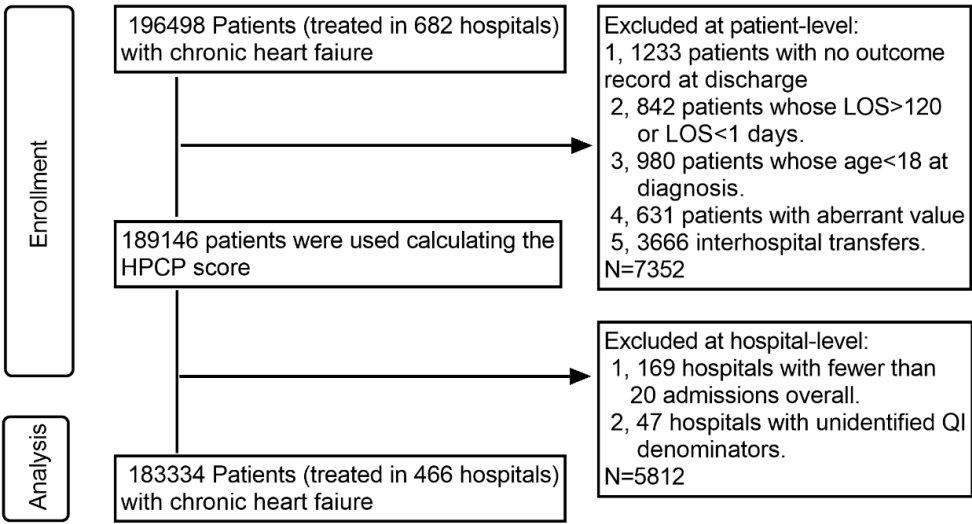 Enrollment
196498 Patients (treated in 682 hospitals)
with chronic heart faiure
Excluded at patient-level:
1, 1233 patients with no outcome
record at discharge
2, 842 patients whose LOS>120
or LOS<1 days.
3, 980 patients whose age<18 at
diagnosis.
4, 631 patients with aberrant value
5, 3666 interhospital transfers.
N=7352
189146 patients were used calculating the
HPCP score
Excluded at hospital-level:
1, 169 hospitals with fewer than
20 admissions overall.
2, 47 hospitals with unidentified QI
denominators.
N=5812
Analysis
183334 Patients (treated in 466 hospitals)
with chronic heart faiure